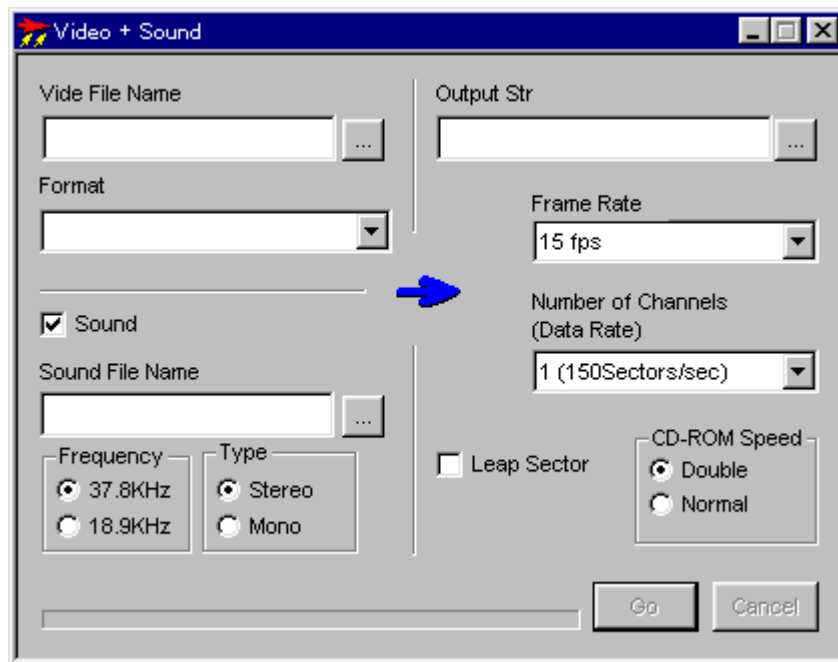 Video + Sound
Vide File Name
...
Format
Sound
Sound File Name
...
Frequency
37.8KHz
18.9KHz
Type
Stereo
Mono
Output Str
...
Frame Rate
15 fps
Number of Channels
(Data Rate)
1 (150Sectors/sec)
Leap Sector
CD-ROM Speed
Double
Normal
Go
Cancel